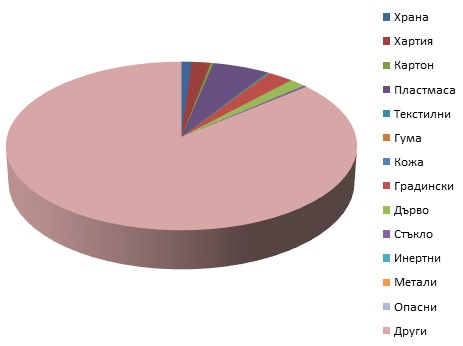 Храна
Хартия
Картон
Пластмаса
Текстилни
Гума
Кожа
Градински
Дърво
Стъкло
Инертни
Метали
Опасни
Други